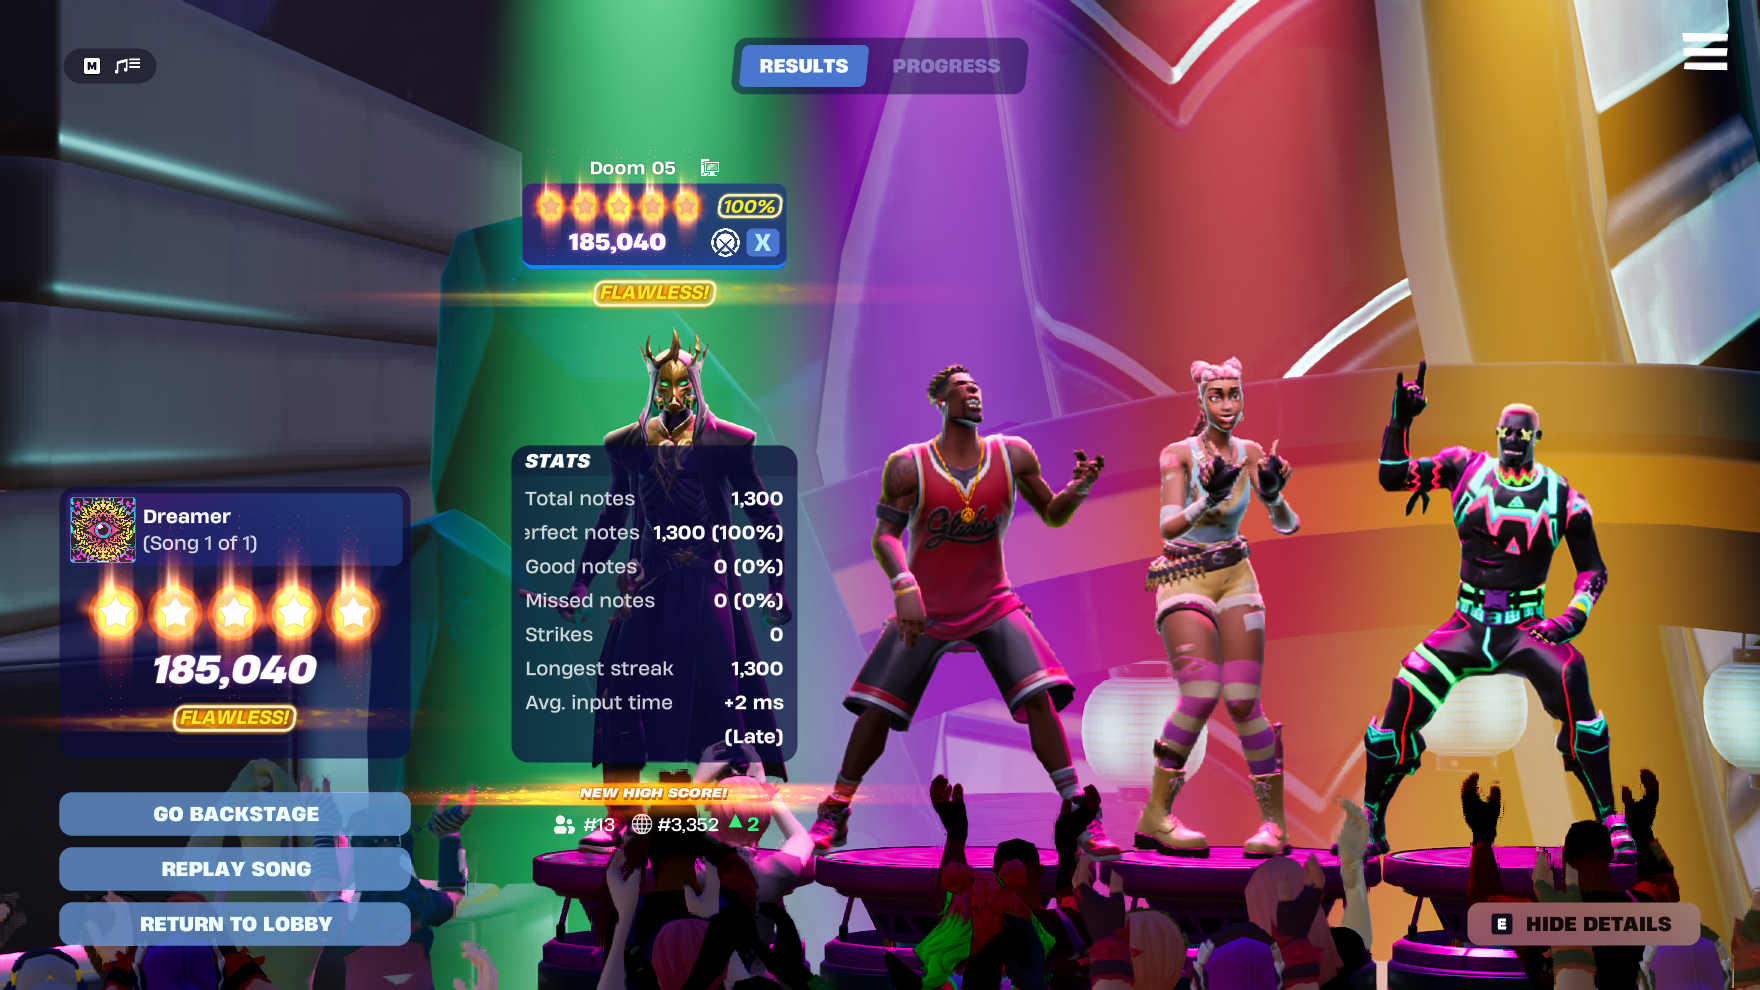 M
RESULTS
PROGRESS
Doom 05
100%
185,040
X
FLAWLESS!
STATS
Total notes 1,300
erfect notes 1,300 (100%)
Good notes 0 (0%)
Missed notes 0 (0%)
Strikes 0
Longest streak 1,300
Avg. input time +2 ms
(Late)
NEW HIGH SCORE!
#13 #3,352 2
Dreamer
(Song 1 of 1)
185,040
FLAWLESS!
GO BACKSTAGE
REPLAY SONG
RETURN TO LOBBY
E HIDE DETAILS